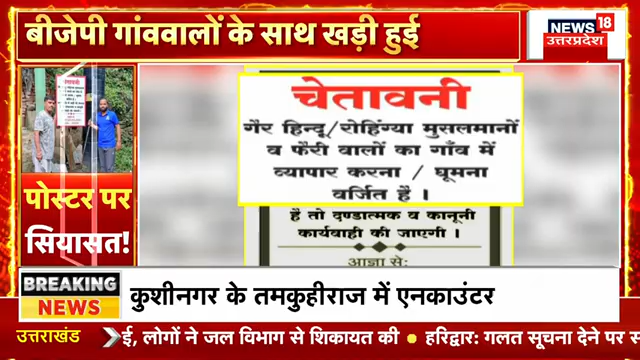 बीजेपी गांववालों के साथ खड़ी हुई
NEWS 18
उत्तरप्रदेश
चेतावनी
गैर हिन्दू/रोहिंग्या मुसलमानों
व फेरी वालों का गाँव में
व्यापार करना / घूमना
वर्जित है ।
है तो दण्डात्मक व कानूनी
कार्यवाही की जाएगी ।
आज्ञा से:
चेतावनी
पोस्टर पर
सियासत!
BREAKING
NEWS
कुशीनगर के तमकुहीराज में एनकाउंटर
उत्तराखंड
ई, लोगों ने जल विभाग से शिकायत की • हरिद्वार: गलत सूचना देने पर स